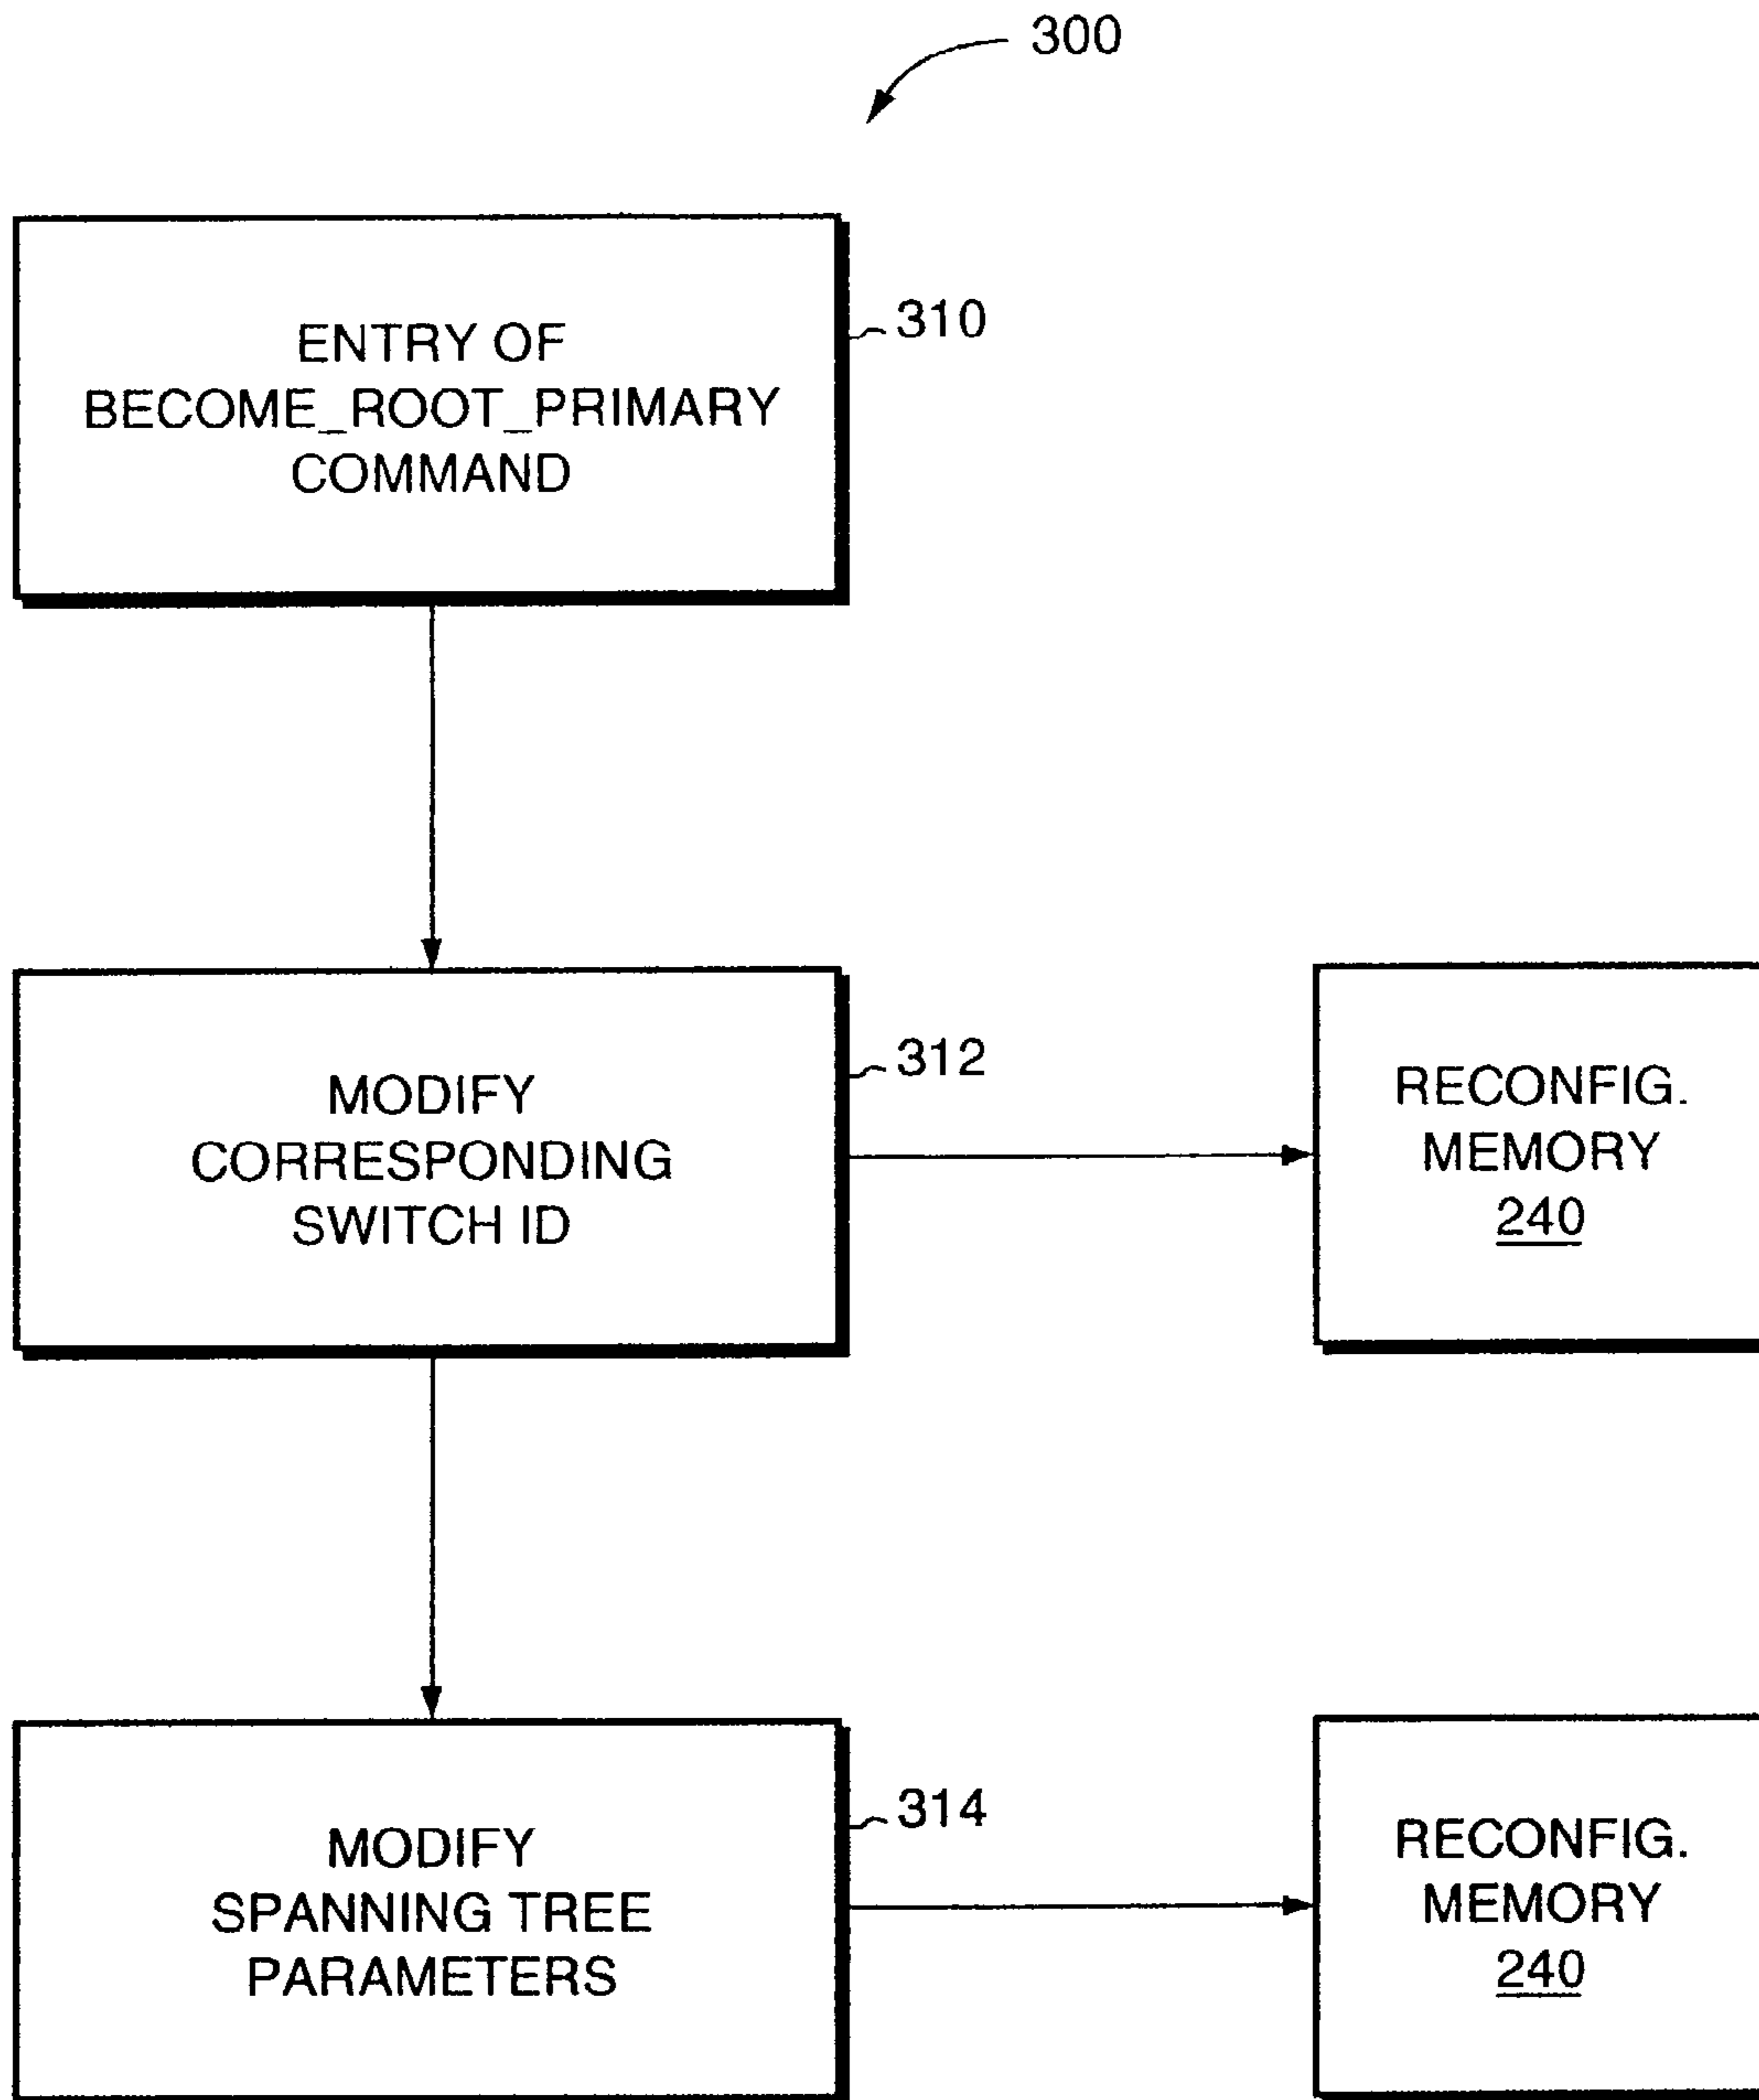 300
ENTRY OF
BECOME_ROOT_PRIMARY
COMMAND
310
MODIFY
CORRESPONDING
SWITCH ID
312
RECONFIG.
MEMORY
240
MODIFY
SPANNING TREE
PARAMETERS
314
RECONFIG.
MEMORY
240